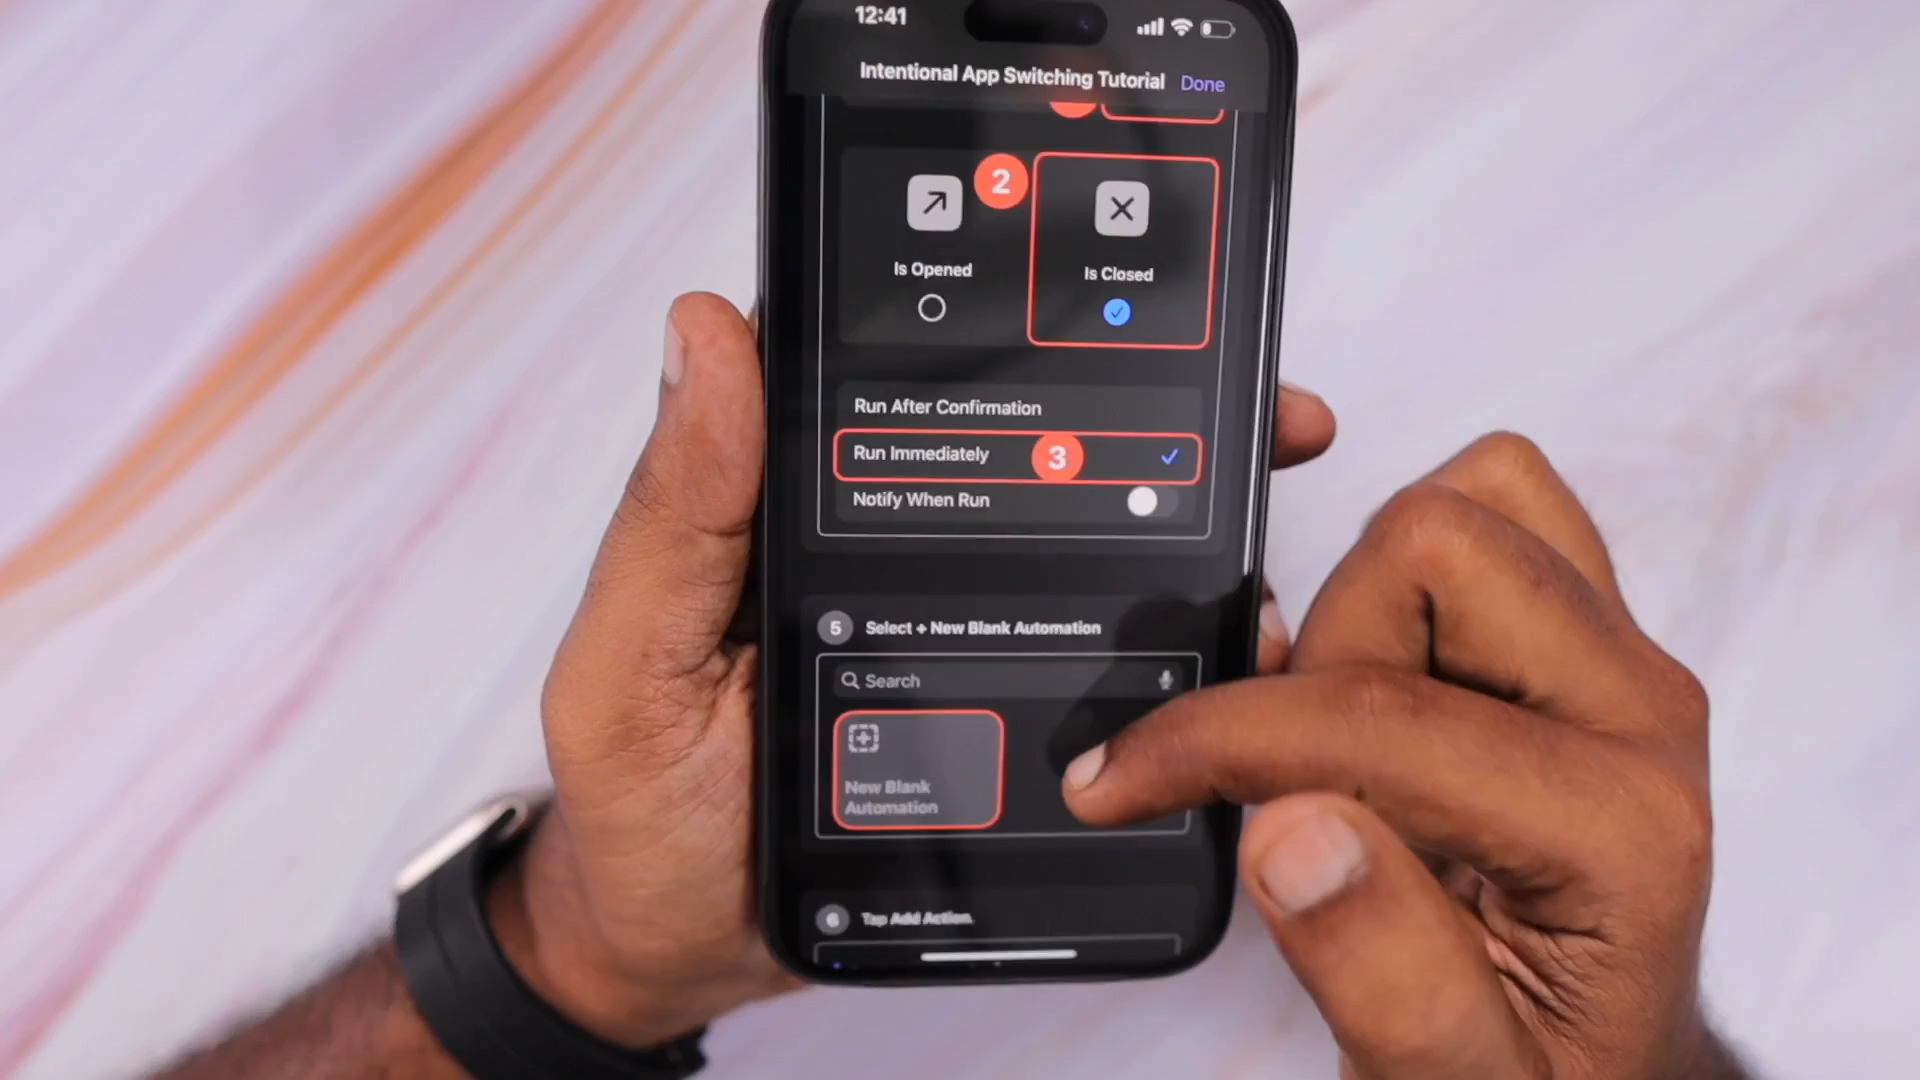 12:41
Intentional App Switching Tutorial Done
2
Is Opened
Is Closed
Run After Confirmation
Run Immediately 3
Notify When Run
5 Select + New Blank Automation
Search
New Blank
Automation
6 Tap Add Action.